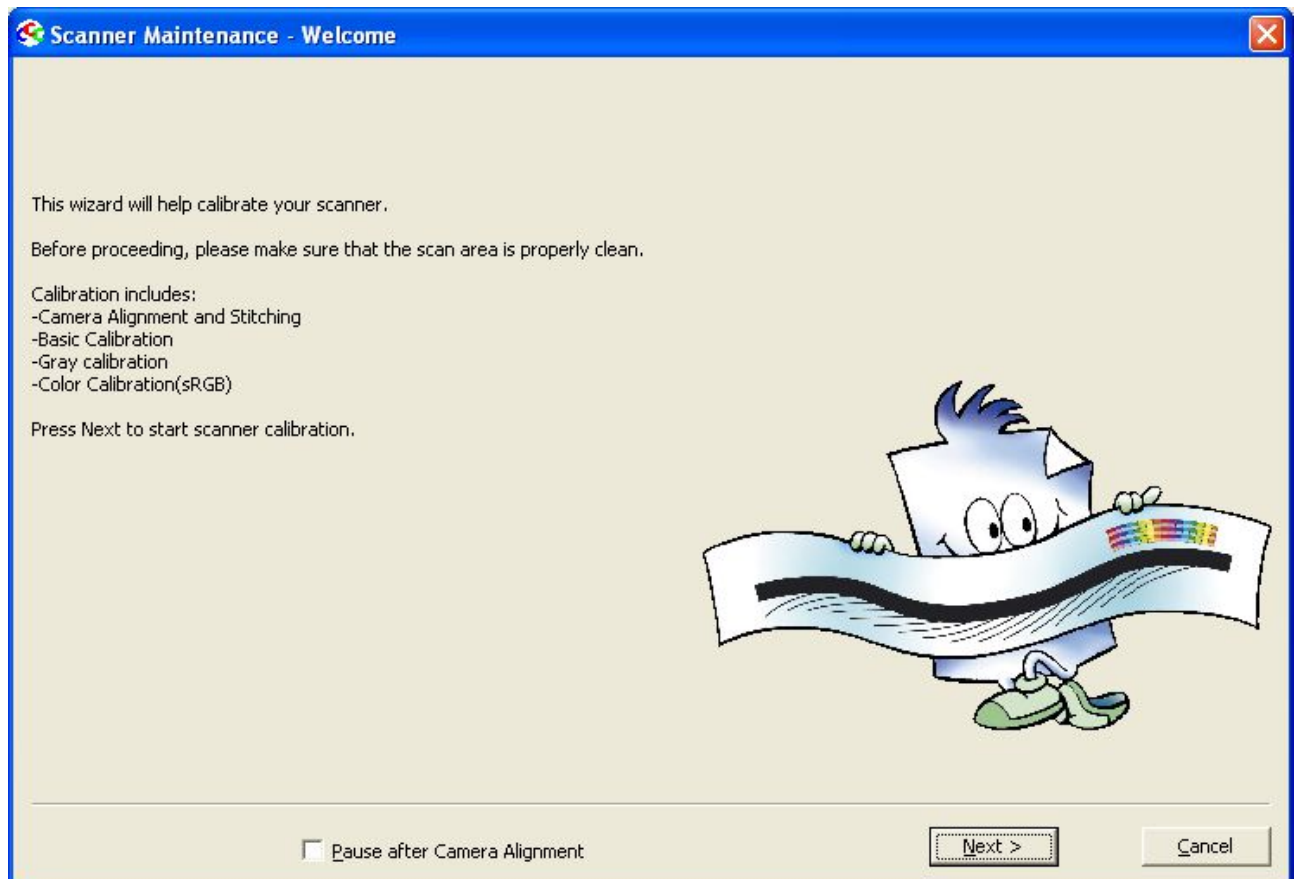 Scanner Maintenance - Welcome
This wizard will help calibrate your scanner.
Before proceeding, please make sure that the scan area is properly clean.
Calibration includes:
-Camera Alignment and Stitching
-Basic Calibration
-Gray calibration
-Color Calibration(sRGB)
Press Next to start scanner calibration.
Pause after Camera Alignment
Next >
Cancel